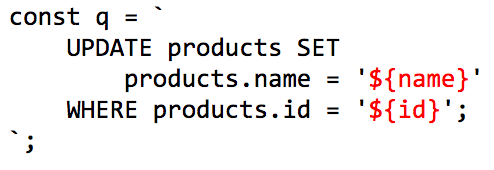 const q = `
    UPDATE products SET
        products.name = '${name}'
    WHERE products.id = '${id}';
`;